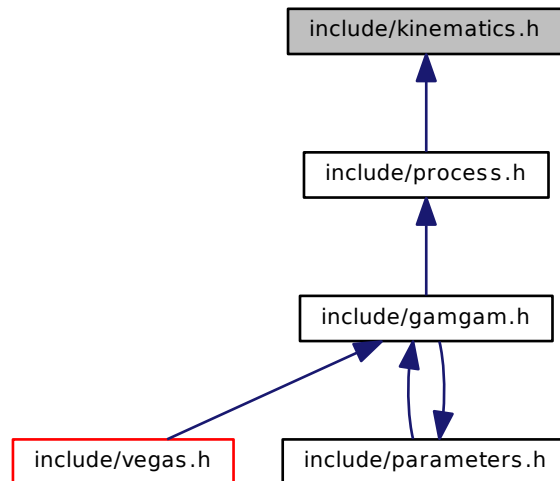 include/kinematics.h
include/process.h
include/gamgam.h
include/vegas.h
include/parameters.h